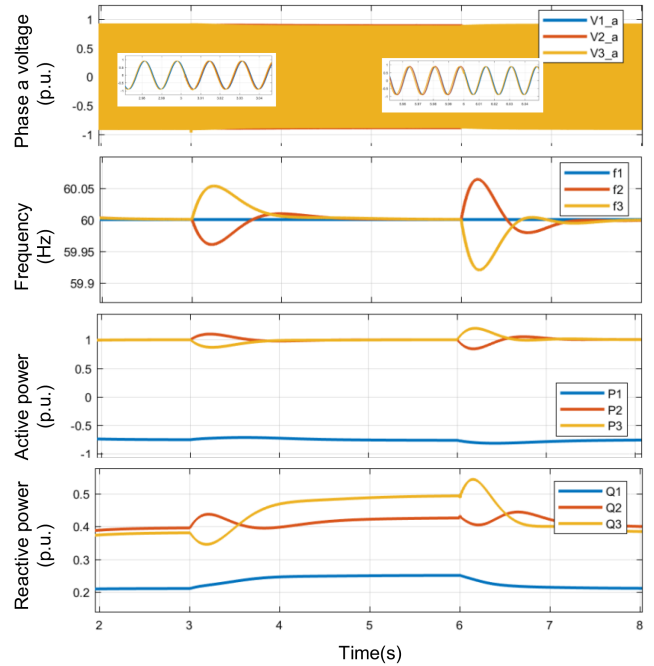 Phase a voltage
(p.u.)
1
0.5
0
-0.5
-1
V1_a
V2_a
V3_a
Frequency
(Hz)
60.05
60
59.95
59.9
f1
f2
f3
Active power
(p.u.)
1
0.5
0
-0.5
-1
P1
P2
P3
Reactive power
(p.u.)
0.5
0.4
0.3
0.2
Q1
Q2
Q3
2 3 4 5 6 7 8
Time(s)